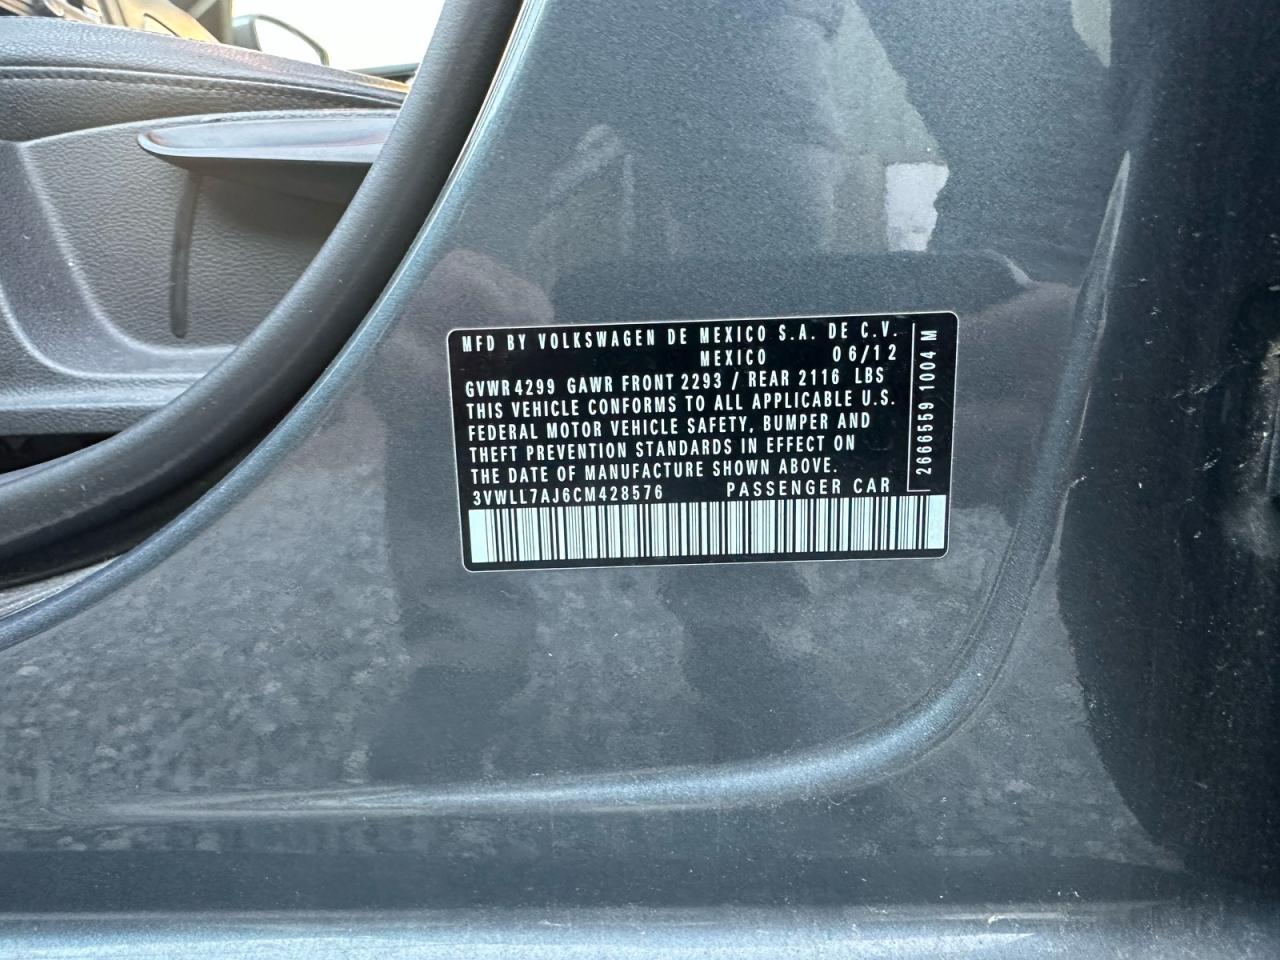 MFD BY VOLKSWAGEN DE MEXICO S.A. DE C.V.
MEXICO 06/12
GVWR 4299 GAWR FRONT 2293 / REAR 2116 LBS
THIS VEHICLE CONFORMS TO ALL APPLICABLE U.S.
FEDERAL MOTOR VEHICLE SAFETY, BUMPER AND
THEFT PREVENTION STANDARDS IN EFFECT ON
THE DATE OF MANUFACTURE SHOWN ABOVE.
3VWLL7AJ6CM428576 PASSENGER CAR
2666559 1004 M